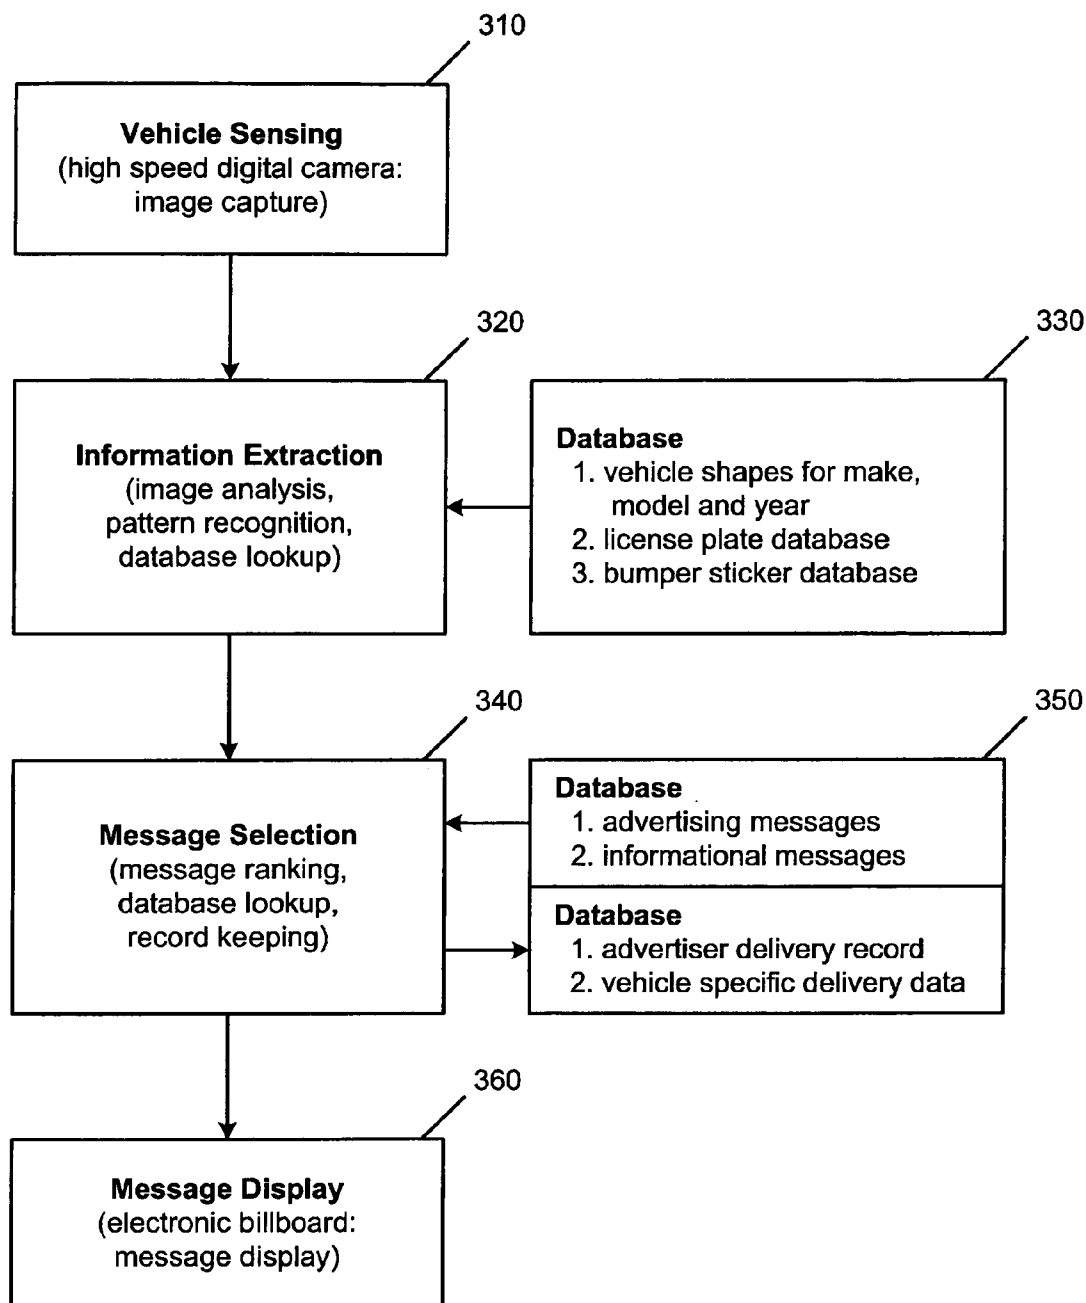 310
Vehicle Sensing
(high speed digital camera:
image capture)
320
Information Extraction
(image analysis,
pattern recognition,
database lookup)
330
Database
1. vehicle shapes for make,
model and year
2. license plate database
3. bumper sticker database
340
Message Selection
(message ranking,
database lookup,
record keeping)
350
Database
1. advertising messages
2. informational messages
Database
1. advertiser delivery record
2. vehicle specific delivery data
360
Message Display
(electronic billboard:
message display)